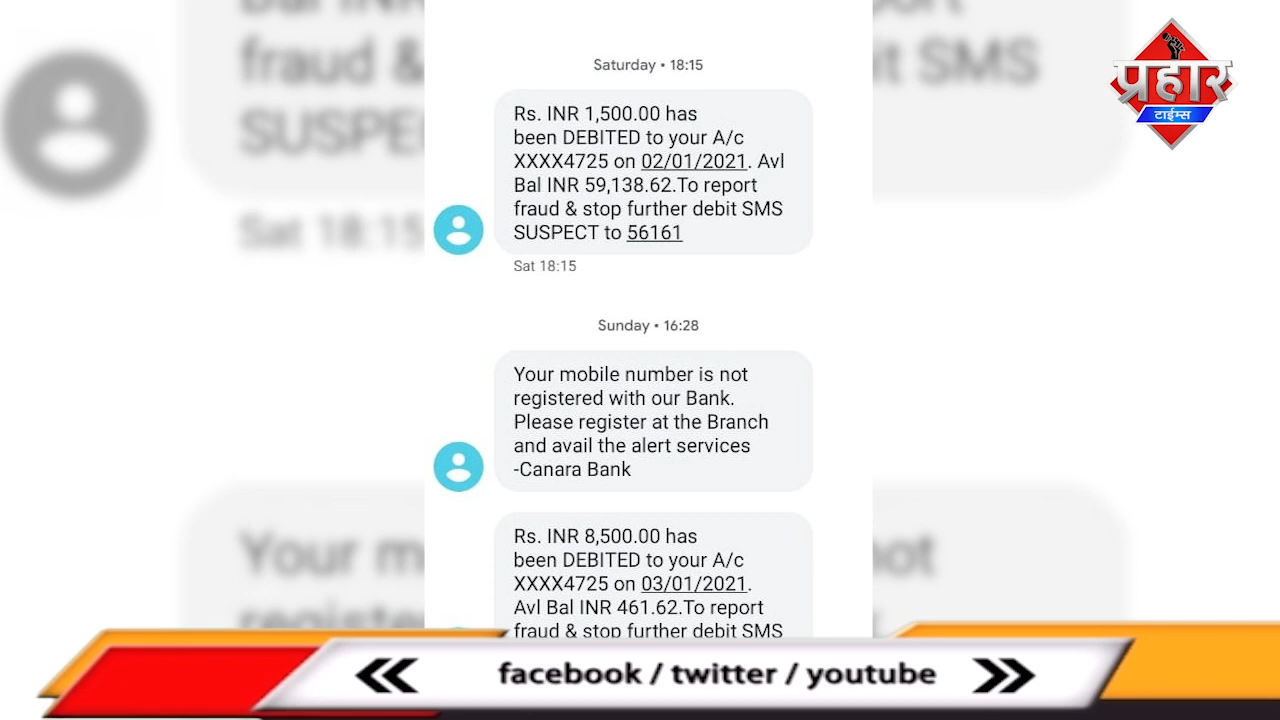 प्रहार
टाईम्स
Saturday • 18:15
Rs. INR 1,500.00 has
been DEBITED to your A/c
XXXX4725 on 02/01/2021. Avl
Bal INR 59,138.62.To report
fraud & stop further debit SMS
SUSPECT to 56161
Sat 18:15
Sunday • 16:28
Your mobile number is not
registered with our Bank.
Please register at the Branch
and avail the alert services
-Canara Bank
Rs. INR 8,500.00 has
been DEBITED to your A/c
XXXX4725 on 03/01/2021.
Avl Bal INR 461.62.To report
fraud & stop further debit SMS
facebook / twitter / youtube